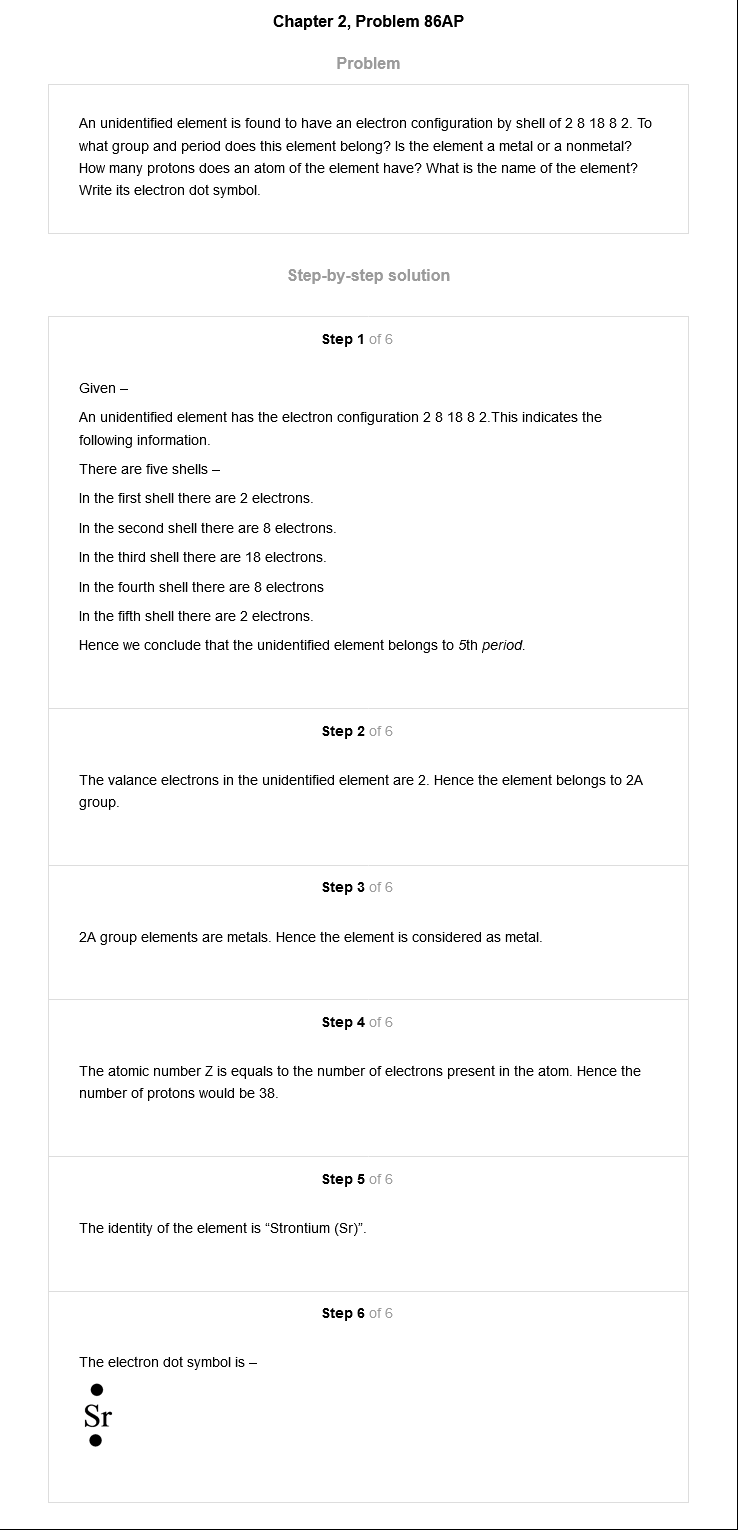 Chapter 2, Problem 86AP
Problem
An unidentified element is found to have an electron configuration by shell of 2 8 18 8 2. To
what group and period does this element belong? Is the element a metal or a nonmetal?
How many protons does an atom of the element have? What is the name of the element?
Write its electron dot symbol.
Step-by-step solution
Step 1 of 6
Given –
An unidentified element has the electron configuration 2 8 18 8 2.This indicates the
following information.
There are five shells –
In the first shell there are 2 electrons.
In the second shell there are 8 electrons.
In the third shell there are 18 electrons.
In the fourth shell there are 8 electrons
In the fifth shell there are 2 electrons.
Hence we conclude that the unidentified element belongs to 5th period.
Step 2 of 6
The valance electrons in the unidentified element are 2. Hence the element belongs to 2A
group.
Step 3 of 6
2A group elements are metals. Hence the element is considered as metal.
Step 4 of 6
The atomic number Z is equals to the number of electrons present in the atom. Hence the
number of protons would be 38.
Step 5 of 6
The identity of the element is “Strontium (Sr)”.
Step 6 of 6
The electron dot symbol is –
Sr